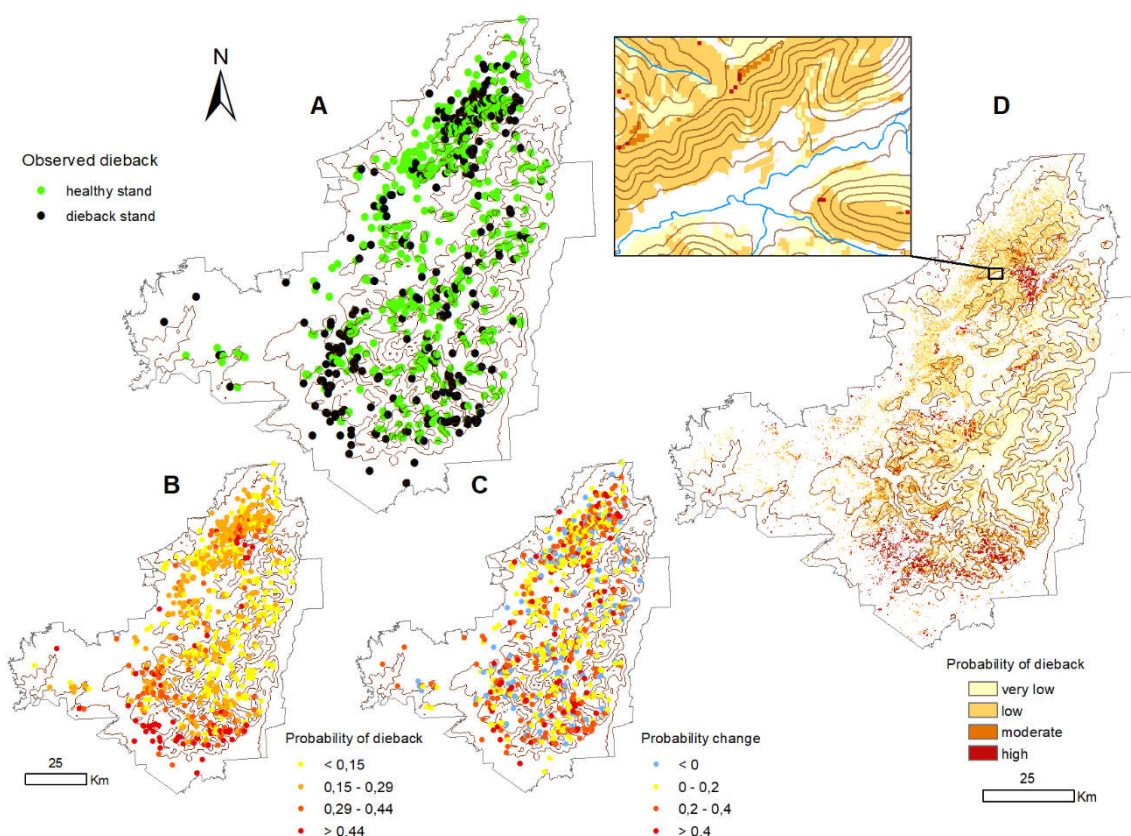 N
A
D
Observed dieback
healthy stand
dieback stand
B
C
Probability of dieback
< 0,15
0,15 - 0,29
0,29 - 0,44
> 0,44
25
Km
Probability change
< 0
0 - 0,2
0,2 - 0,4
> 0,4
Probability of dieback
very low
low
moderate
high
25
Km